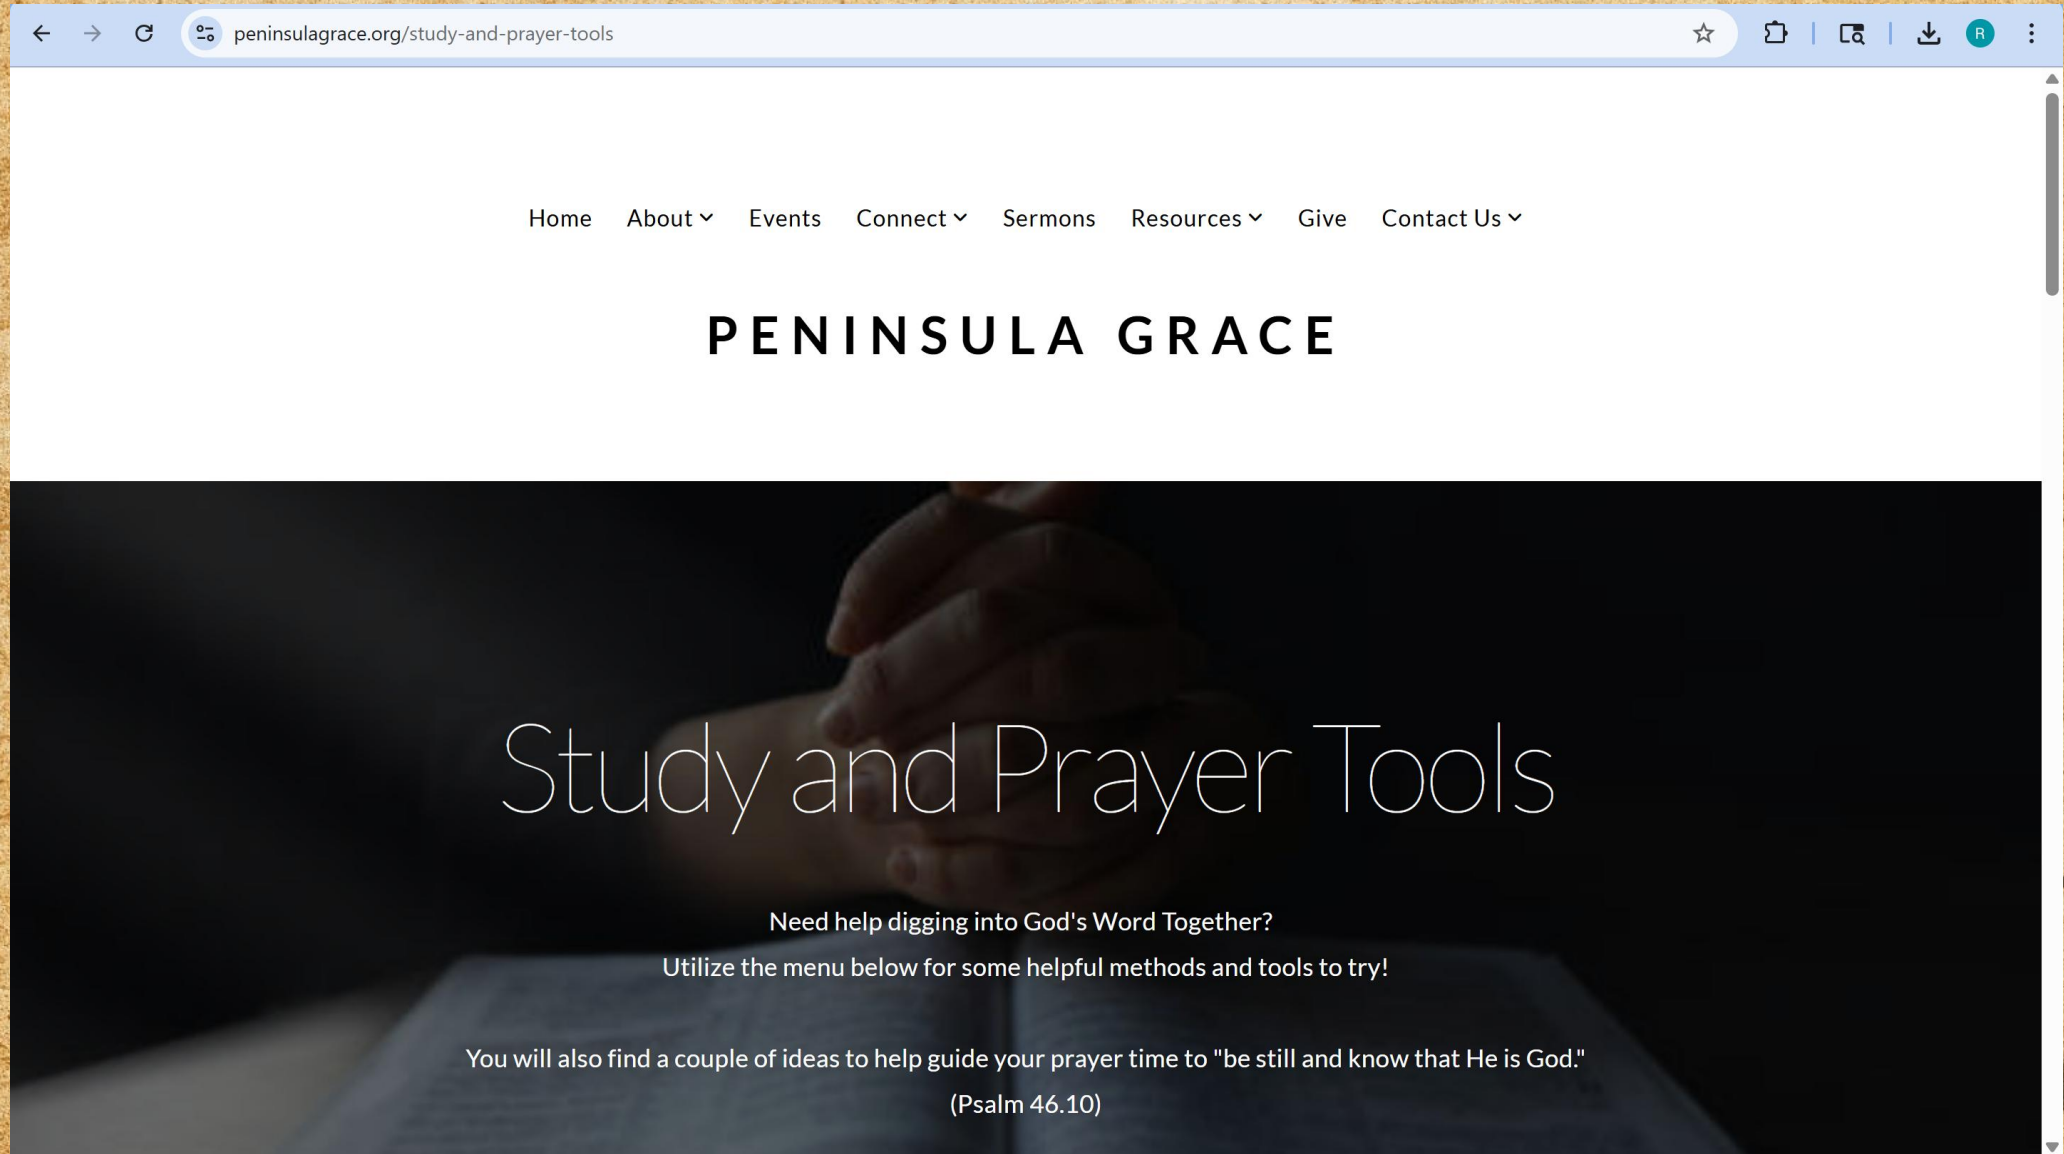 peninsulagrace.org/study-and-prayer-tools
R
Home About Events Connect Sermons Resources Give Contact Us
PENINSULA GRACE
Study and Prayer Tools
Need help digging into God's Word Together?
Utilize the menu below for some helpful methods and tools to try!
You will also find a couple of ideas to help guide your prayer time to "be still and know that He is God."
(Psalm 46.10)